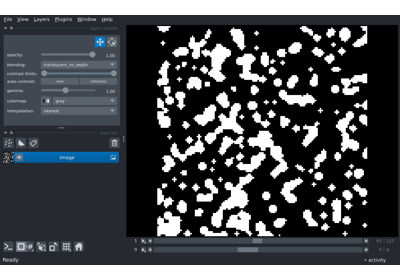 File View Layers Plugins Window Help
opacity: 1.00
blending: translucent_no_depth
contrast limits:
auto-contrast: once continuous
gamma: 1.00
colormap: gray
interpolation: nearest
Image
1
0
Ready
activity